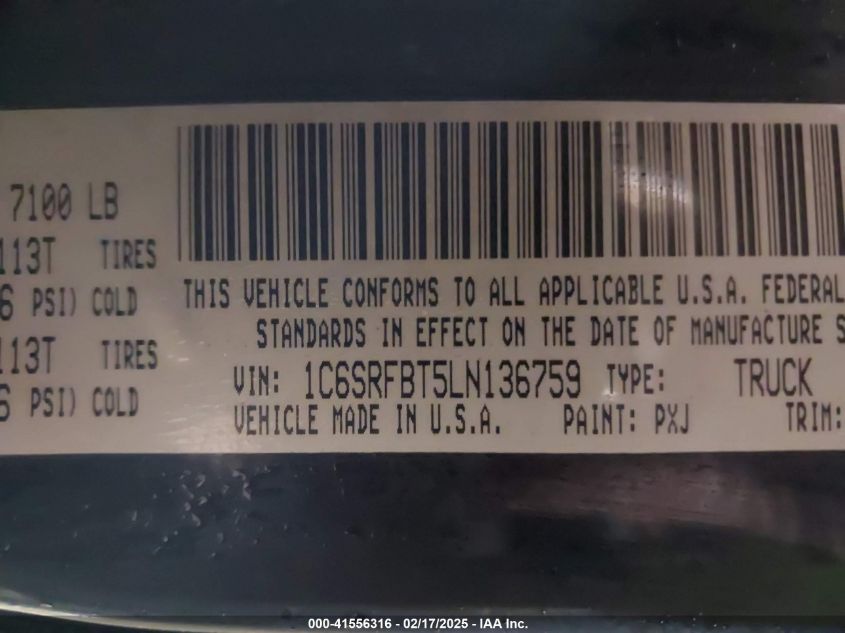 7100 LB
113T TIRES
6 PSI) COLD
113T TIRES
6 PSI) COLD
THIS VEHICLE CONFORMS TO ALL APPLICABLE U.S.A. FEDERAL
STANDARDS IN EFFECT ON THE DATE OF MANUFACTURE S
VIN: 1C6SRFBT5LN136759 TYPE: TRUCK
VEHICLE MADE IN U.S.A. PAINT: PXJ TRIM:
000-41556316 - 02/17/2025 - IAA Inc.